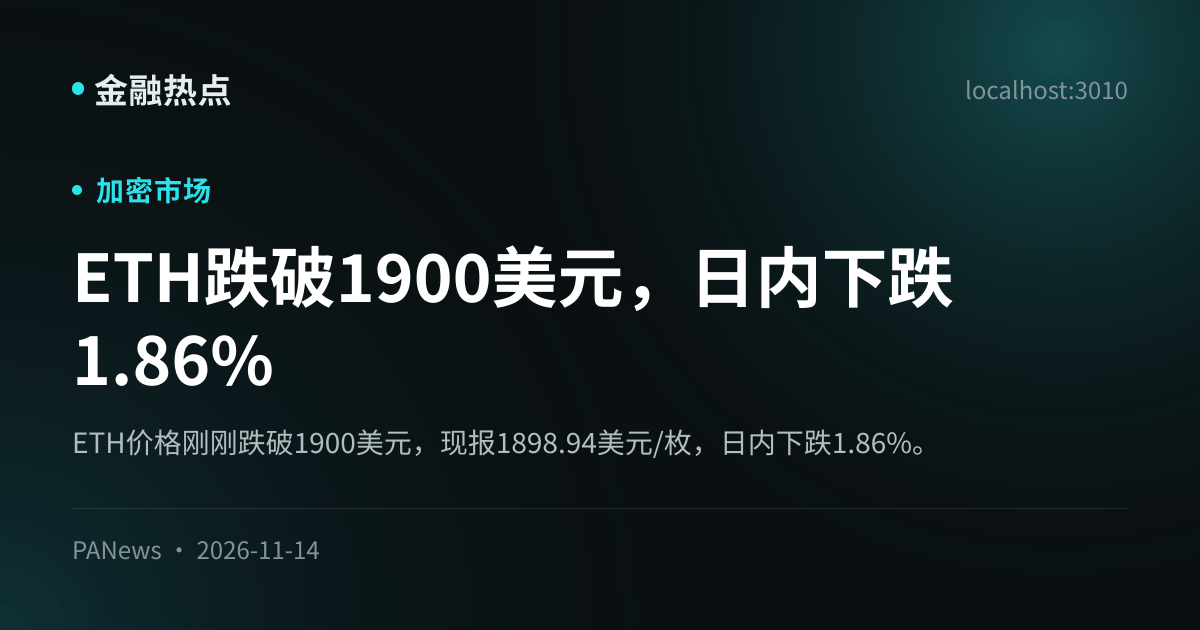 金融热点
localhost:3010
加密市场
ETH跌破1900美元，日内下跌
1.86%
ETH价格刚刚跌破1900美元，现报1898.94美元/枚，日内下跌1.86%。
PANews • 2026-11-14